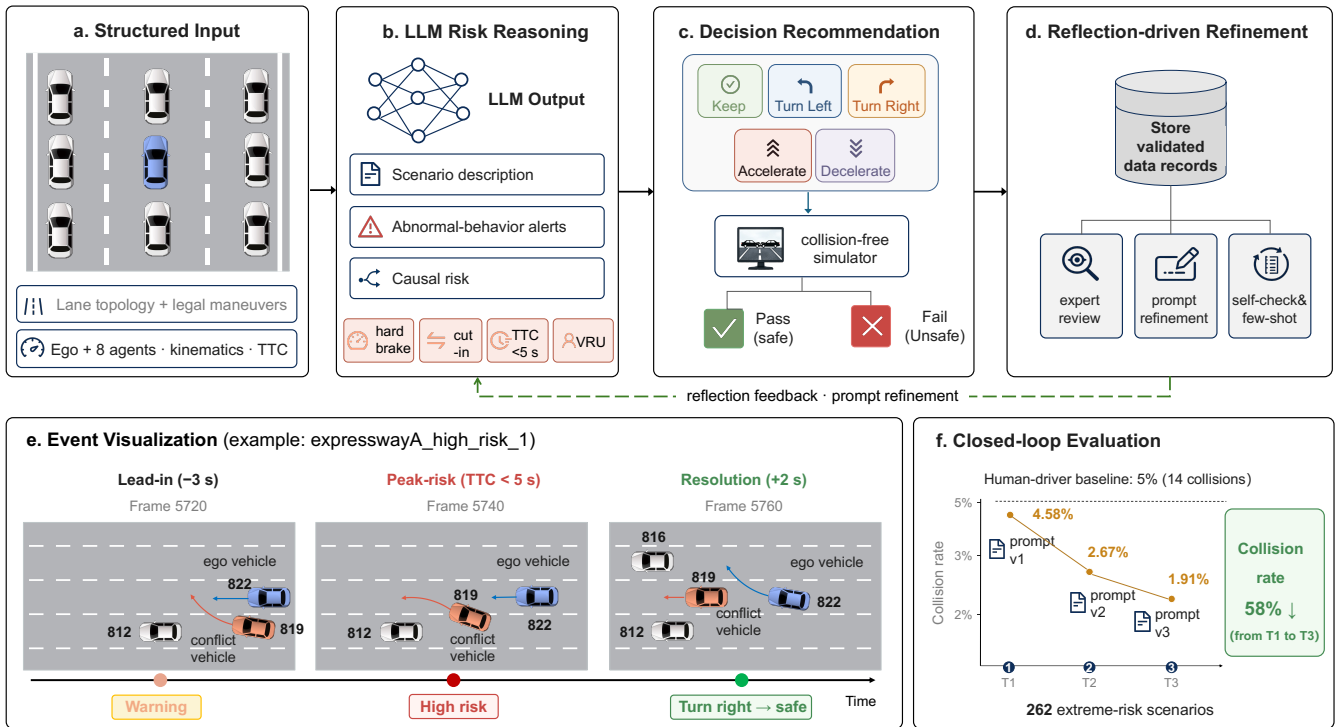 a. Structured Input
Lane topology + legal maneuvers
Ego + 8 agents · kinematics · TTC
b. LLM Risk Reasoning
LLM Output
Scenario description
Abnormal-behavior alerts
Causal risk
hard
brake
cut
-in
TTC
<5 s
VRU
c. Decision Recommendation
Keep
Turn Left
Turn Right
Accelerate
Decelerate
collision-free
simulator
Pass
(safe)
Fail
(Unsafe)
d. Reflection-driven Refinement
Store
validated
data records
expert
review
prompt
refinement
self-check&
few-shot
reflection feedback · prompt refinement
e. Event Visualization (example: expresswayA_high_risk_1)
Lead-in (−3 s)
Frame 5720
ego vehicle
822
812
819
conflict
vehicle
Warning
Peak-risk (TTC < 5 s)
Frame 5740
ego vehicle
819
822
812
conflict
vehicle
High risk
Resolution (+2 s)
Frame 5760
816
ego vehicle
819
822
812
conflict
vehicle
Turn right → safe
Time
f. Closed-loop Evaluation
Human-driver baseline: 5% (14 collisions)
Collision rate
5%
3%
2%
4.58%
prompt
v1
2.67%
prompt
v2
1.91%
prompt
v3
1
2
3
T1
T2
T3
262 extreme-risk scenarios
Collision
rate
58% ↓
(from T1 to T3)